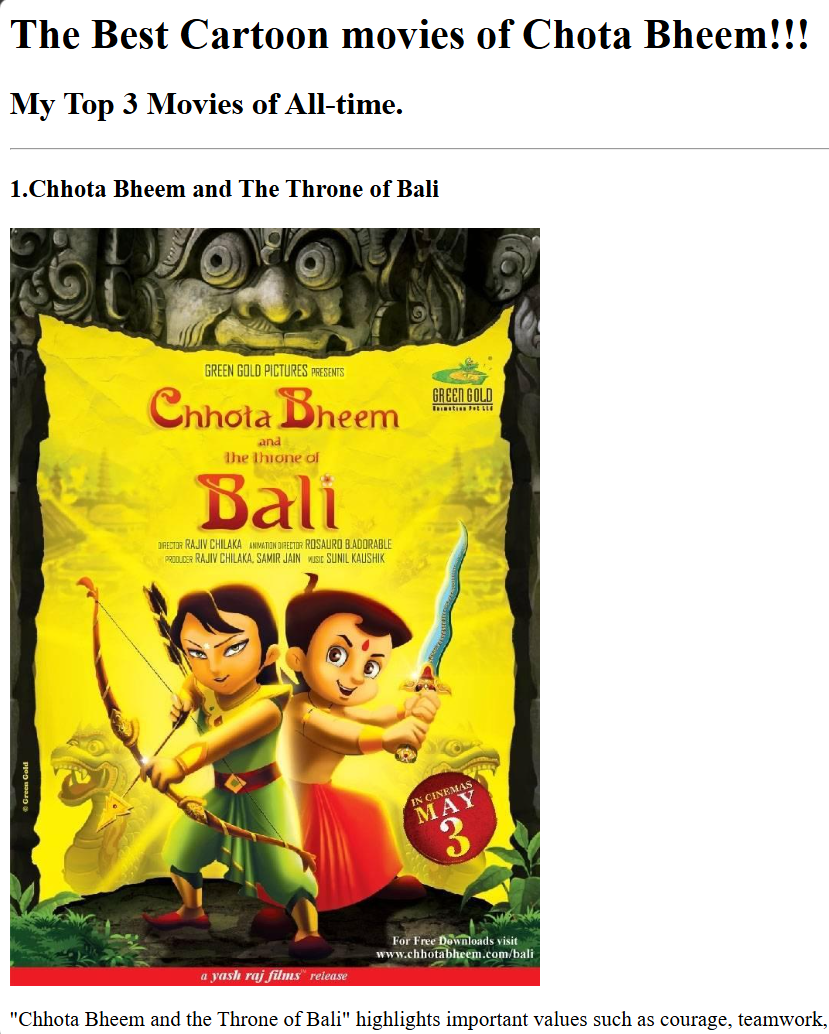 The Best Cartoon movies of Chota Bheem!!!
My Top 3 Movies of All-time.
1.Chhota Bheem and The Throne of Bali
GREEN GOLD PICTURES PRESENTS
GREEN GOLD
Animation Pvt Ltd
Chhota Bheem
and
The Throne of
Bali
DIRECTOR RAJIV CHILAKA ANIMATION DIRECTOR ROSAURO B.ADORABLE
PRODUCER RAJIV CHILAKA, SAMIR JAIN MUSIC SUNIL KAUSHIK
© Green Gold
IN CINEMAS
MAY
3
For Free Downloads visit
www.chhotabheem.com/bali
a yash raj films™ release
"Chhota Bheem and the Throne of Bali" highlights important values such as courage, teamwork,